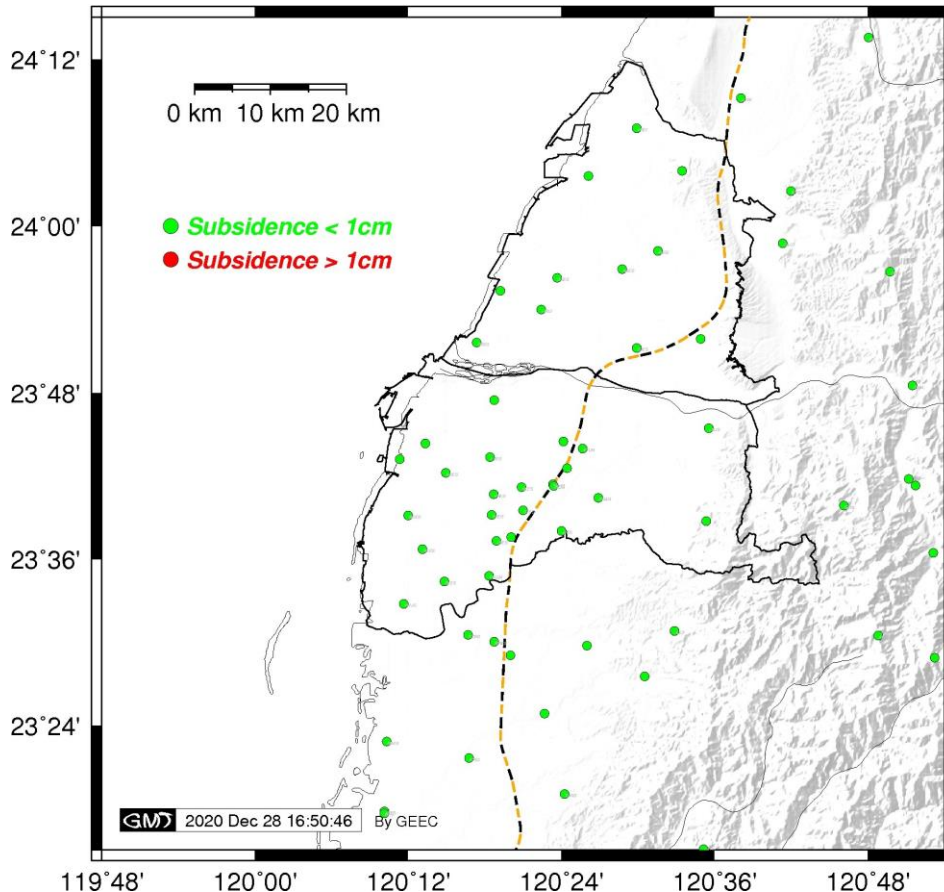 24°12'
0 km 10 km 20 km
24°00'
Subsidence < 1cm
Subsidence > 1cm
23°48'
23°36'
23°24'
GMT 2020 Dec 28 16:50:46 By GEEC
119°48' 120°00' 120°12' 120°24' 120°36' 120°48'